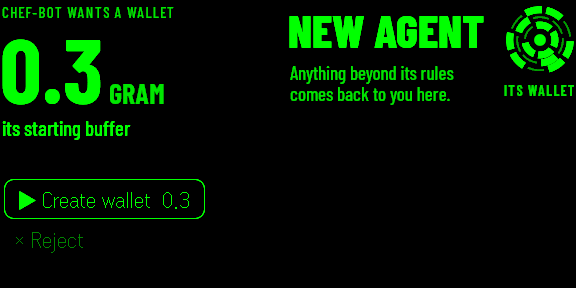 CHEF-BOT WANTS A WALLET
0.3 GRAM
its starting buffer
▶ Create wallet 0.3
× Reject
NEW AGENT
Anything beyond its rules
comes back to you here.
ITS WALLET